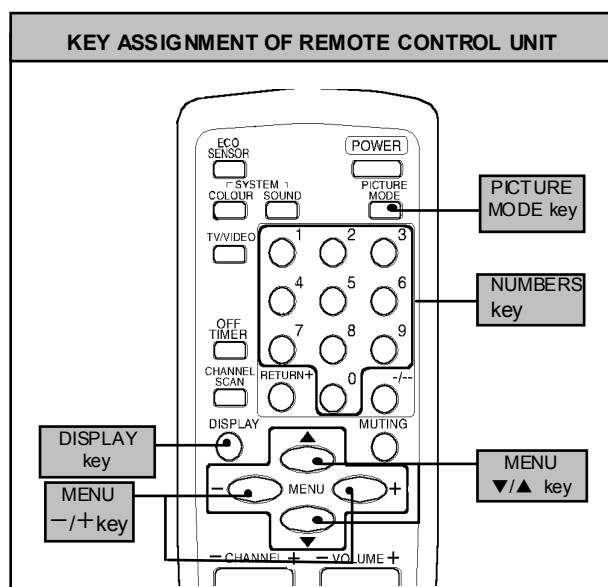 KEY ASSIGNMENT OF REMOTE CONTROL UNIT
ECO
SENSOR
POWER
SYSTEM
COLOUR SOUND
PICTURE
MODE
PICTURE
MODE key
TV/VIDEO
1 2 3
4 5 6
NUMBERS
key
OFF
TIMER
7 8 9
CHANNEL
SCAN
RETURN+ 0 -/--
DISPLAY
MUTING
▲
DISPLAY
key
MENU
▼/▲ key
− MENU +
MENU
−/+key
▼
− CHANNEL + − VOLUME +